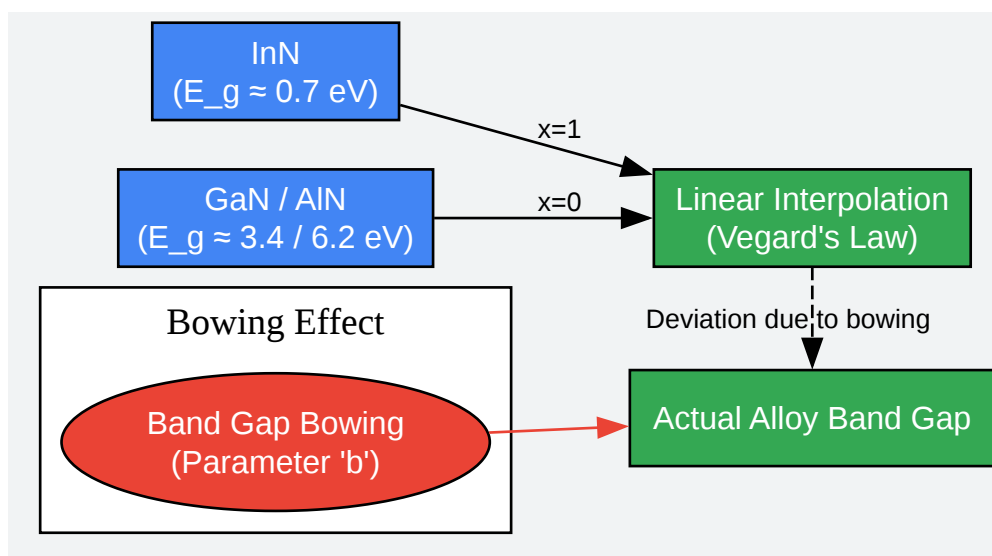 InN
(E_g ≈ 0.7 eV)
x=1
GaN / AlN
(E_g ≈ 3.4 / 6.2 eV)
x=0
Linear Interpolation
(Vegard's Law)
Bowing Effect
Deviation due to bowing
Band Gap Bowing
(Parameter 'b')
Actual Alloy Band Gap